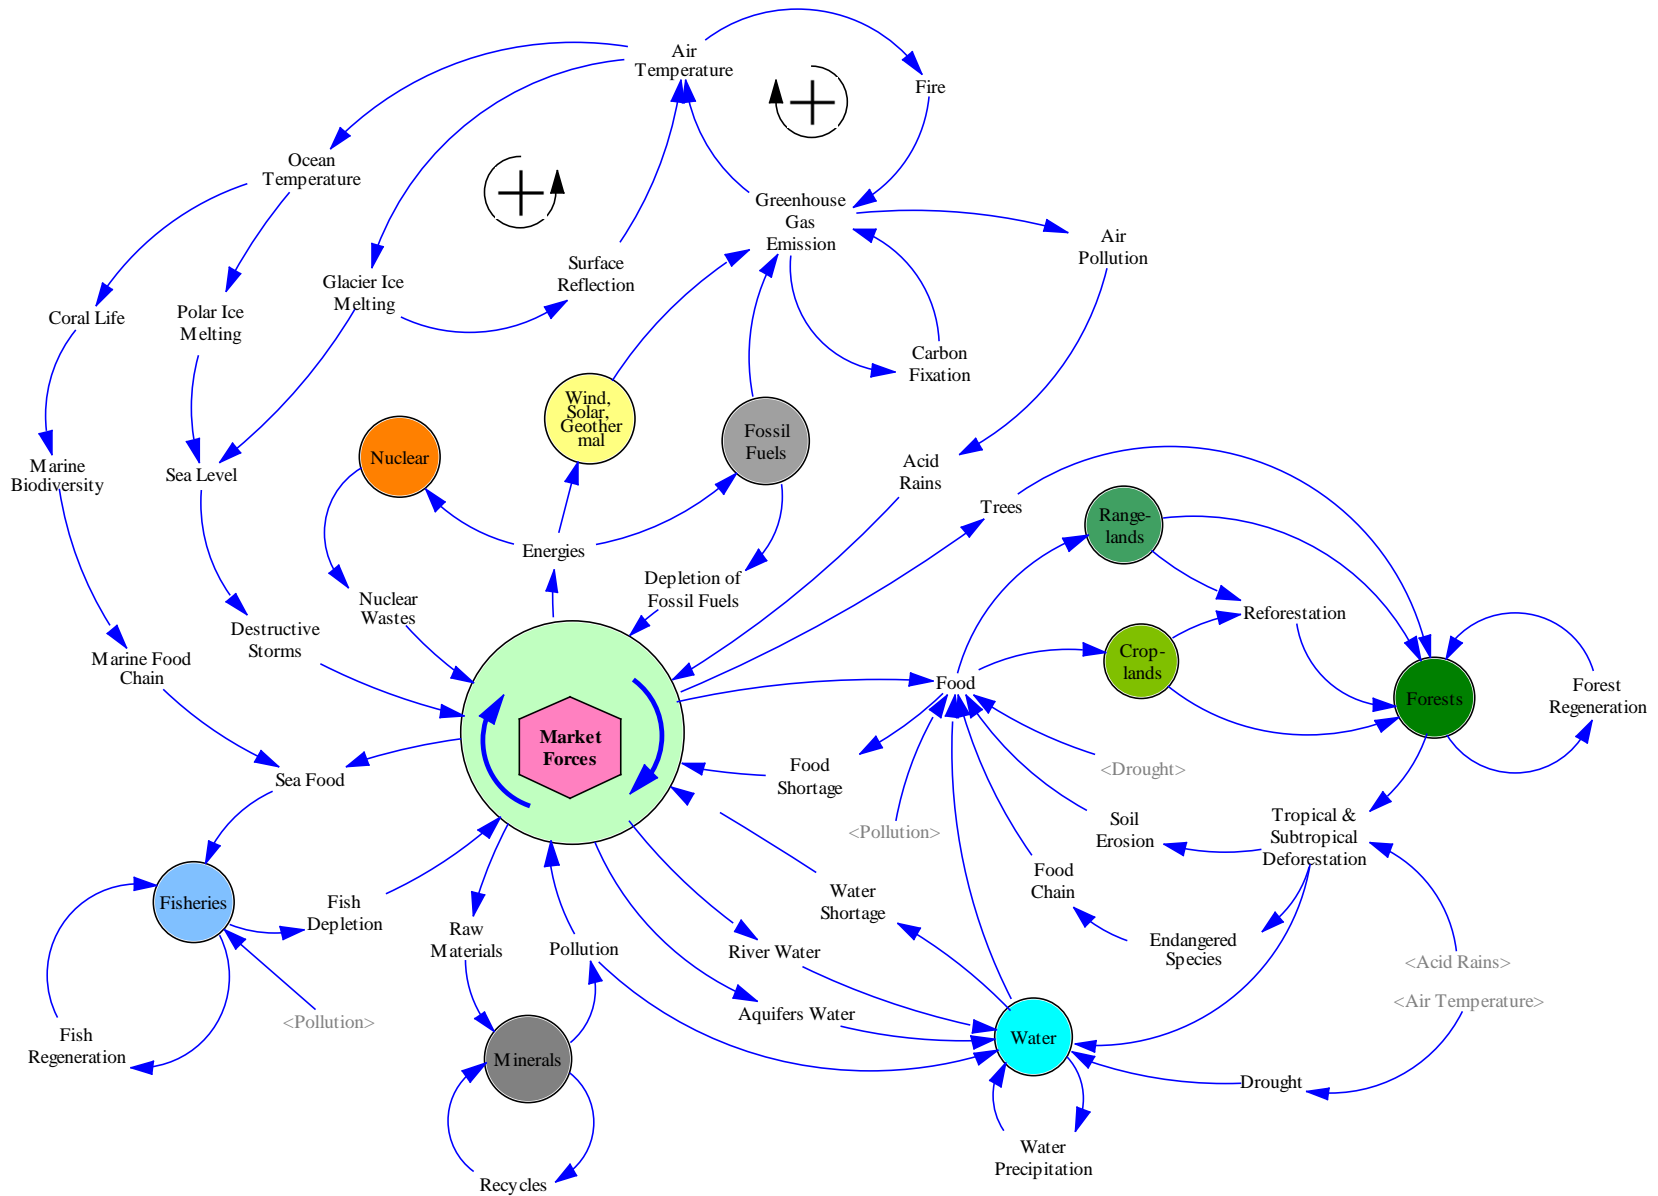 Air
Temperature
Fire
Ocean
Temperature
Greenhouse
Gas
Emission
Air
Pollution
Surface
Reflection
Glacier Ice
Melting
Coral Life
Polar Ice
Melting
Carbon
Fixation
Wind,
Solar,
Geother
mal
Fossil
Fuels
Nuclear
Marine
Biodiversity
Sea Level
Acid
Rains
Trees
Range-
lands
Energies
Depletion of
Fossil Fuels
Nuclear
Wastes
Reforestation
Destructive
Storms
Marine Food
Chain
Crop-
lands
Food
Forests
Forest
Regeneration
Market
Forces
Sea Food
Food
Shortage
<Drought>
<Pollution>
Soil
Erosion
Tropical &
Subtropical
Deforestation
Food
Chain
Water
Shortage
Fisheries
Fish
Depletion
Raw
Materials
Pollution
River Water
Endangered
Species
<Acid Rains>
<Air Temperature>
Aquifers Water
<Pollution>
Fish
Regeneration
Minerals
Water
Drought
Water
Precipitation
Recycles